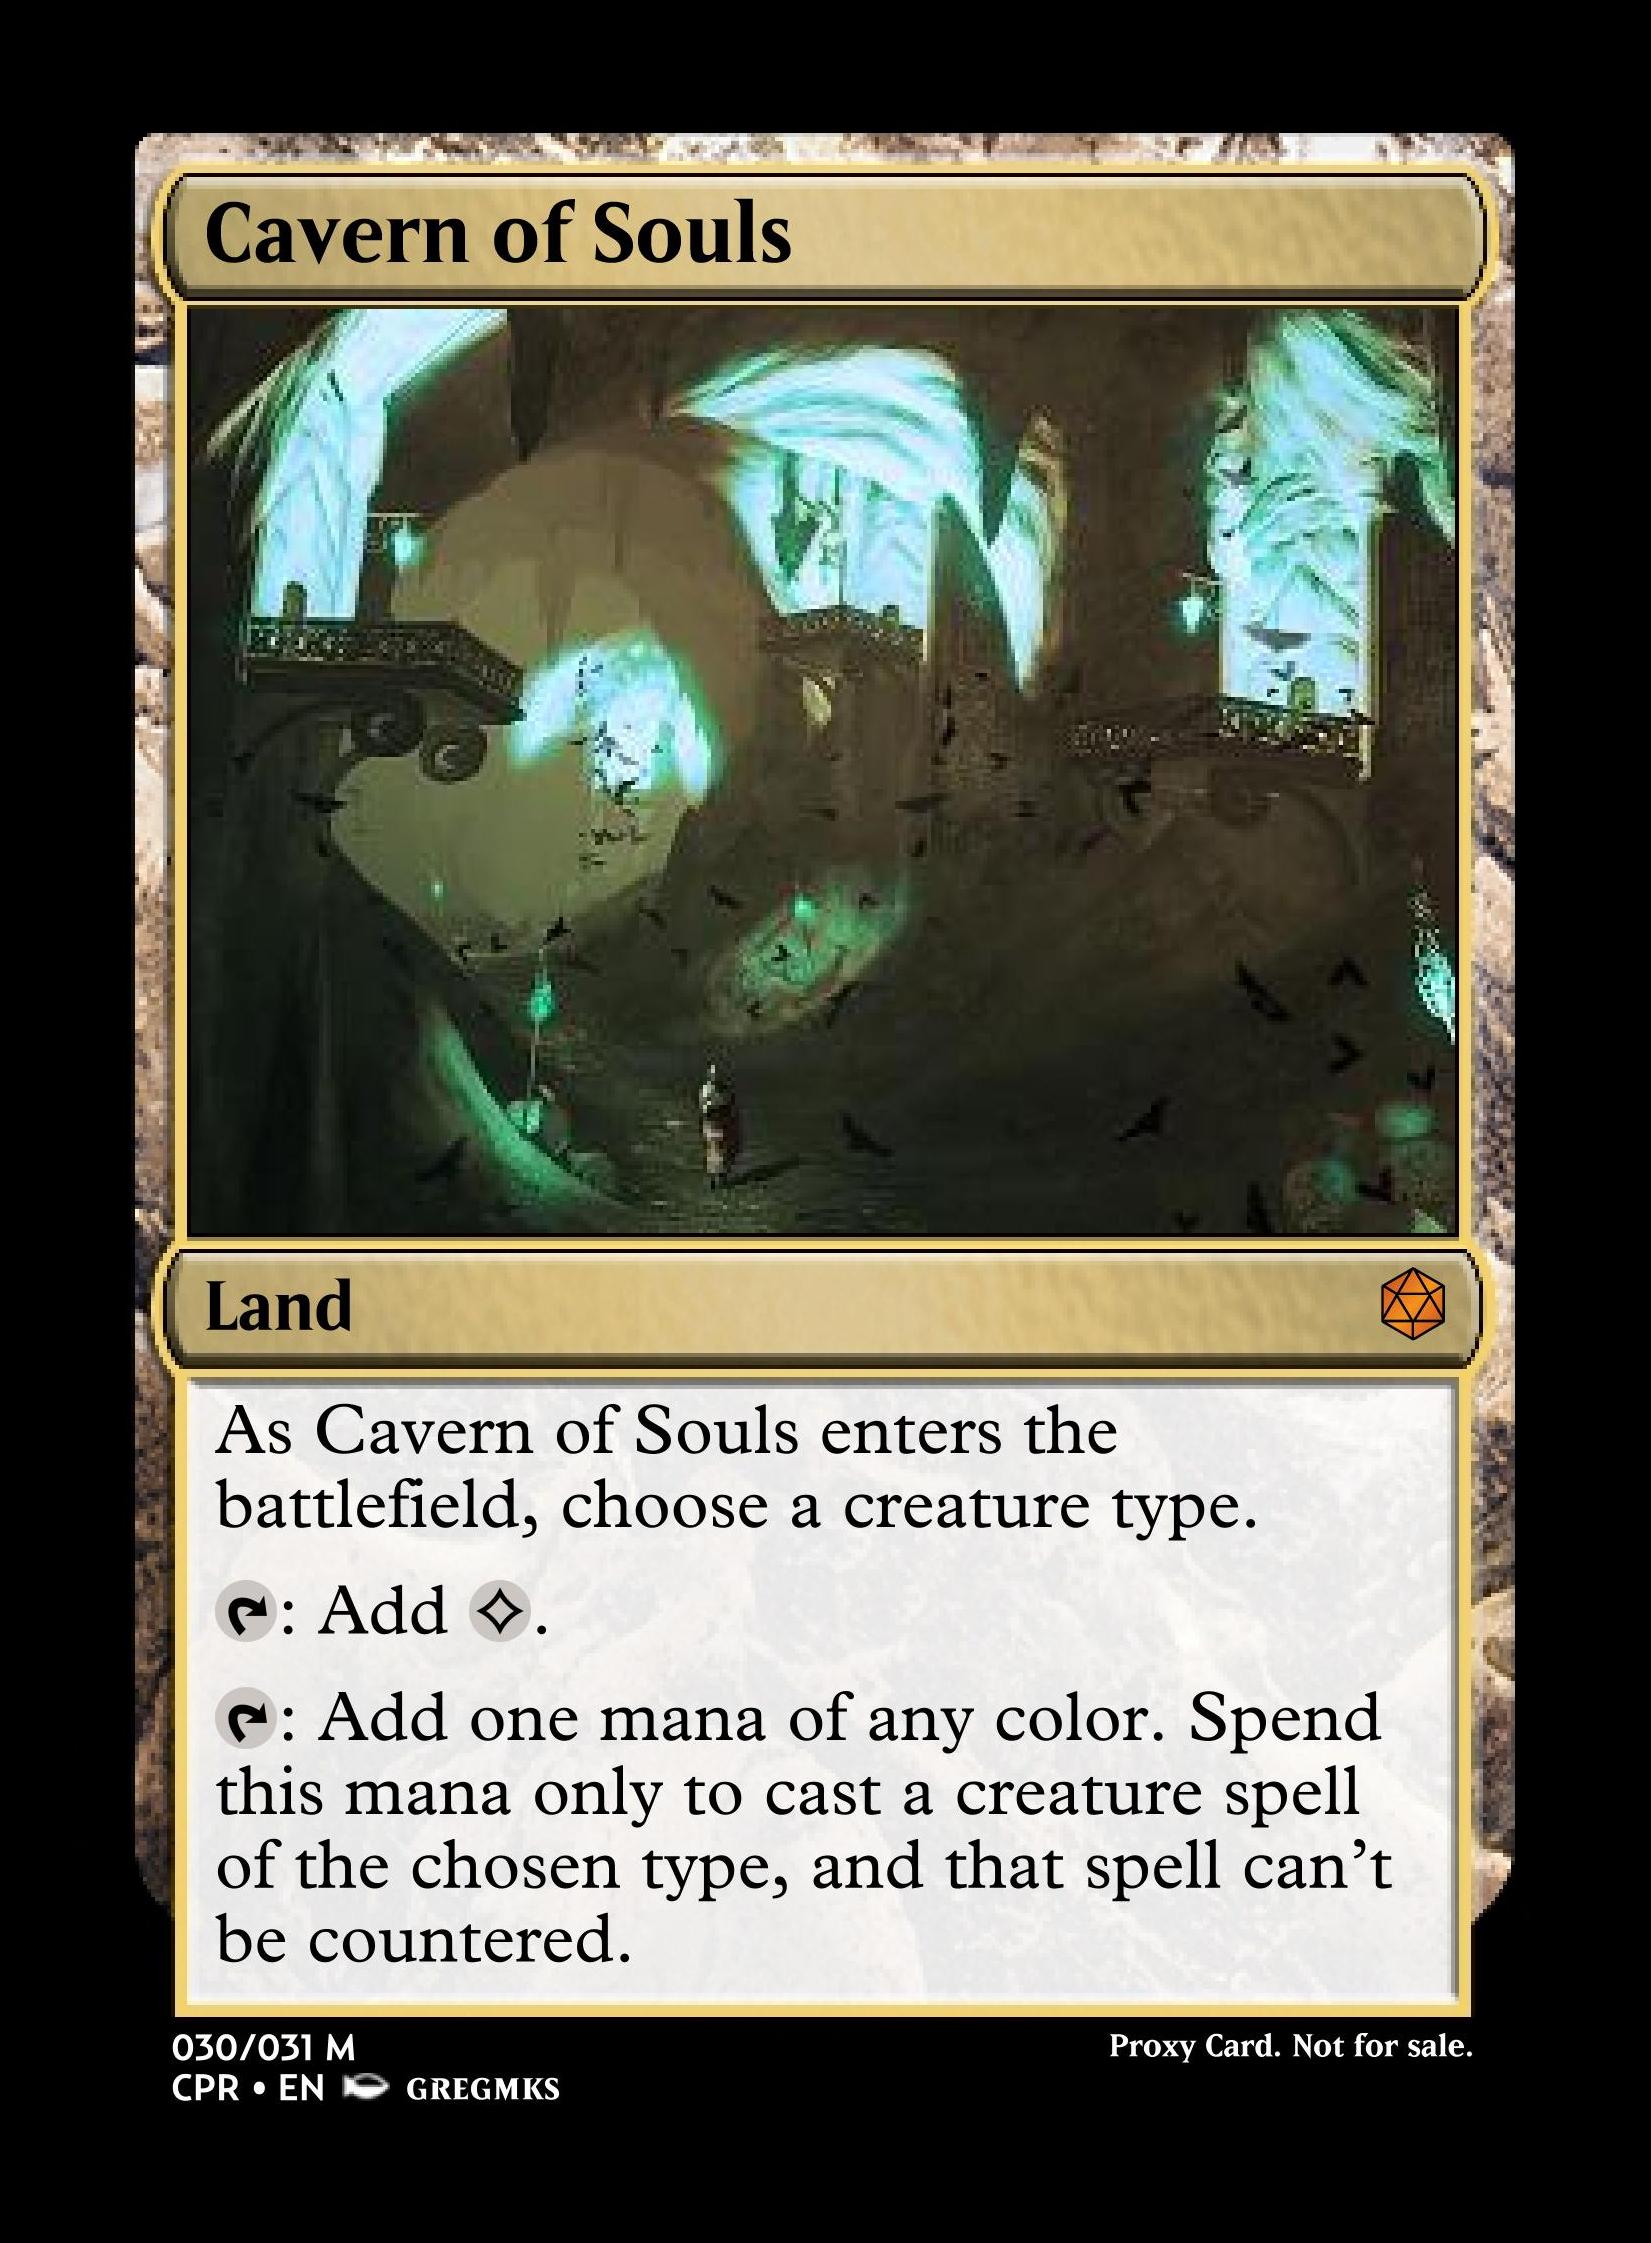 Cavern of Souls
Land
As Cavern of Souls enters the
battlefield, choose a creature type.
: Add .
: Add one mana of any color. Spend
this mana only to cast a creature spell
of the chosen type, and that spell can’t
be countered.
030/031 M
Proxy Card. Not for sale.
CPR • EN GREGMKS